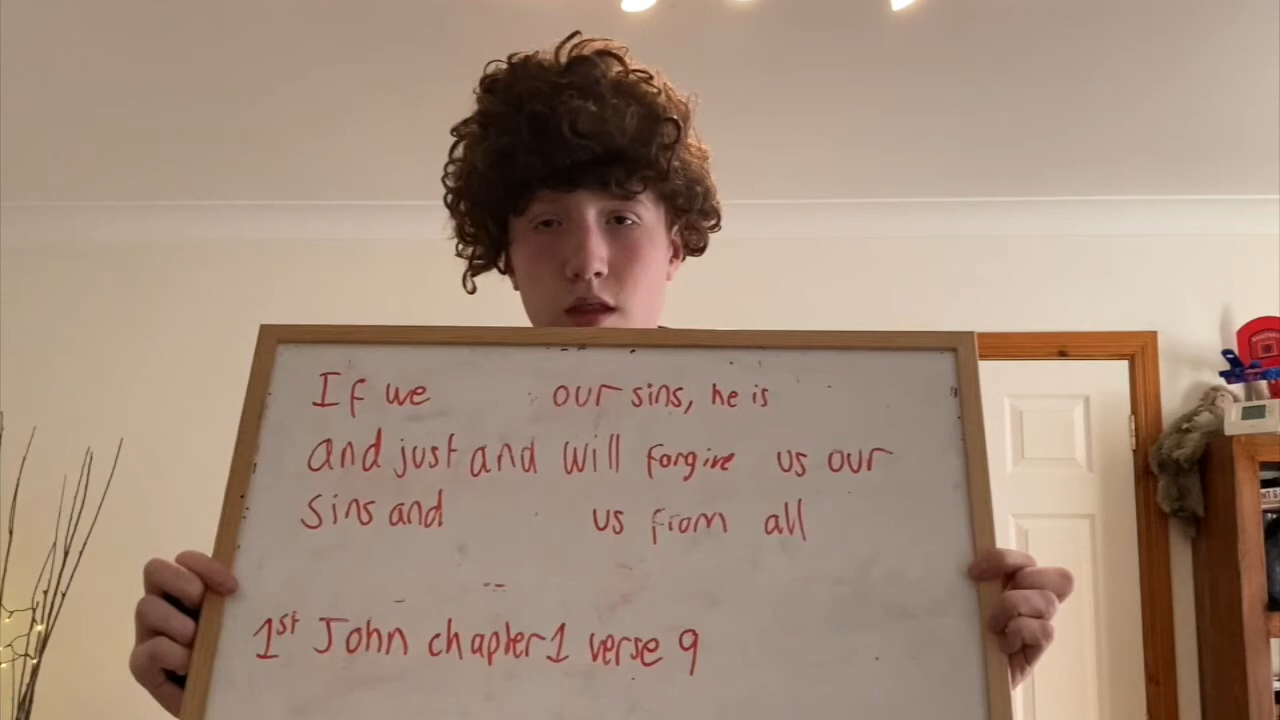 If we our sins, he is
and just and will forgive us our
sins and us from all
1st John chapter 1 verse 9